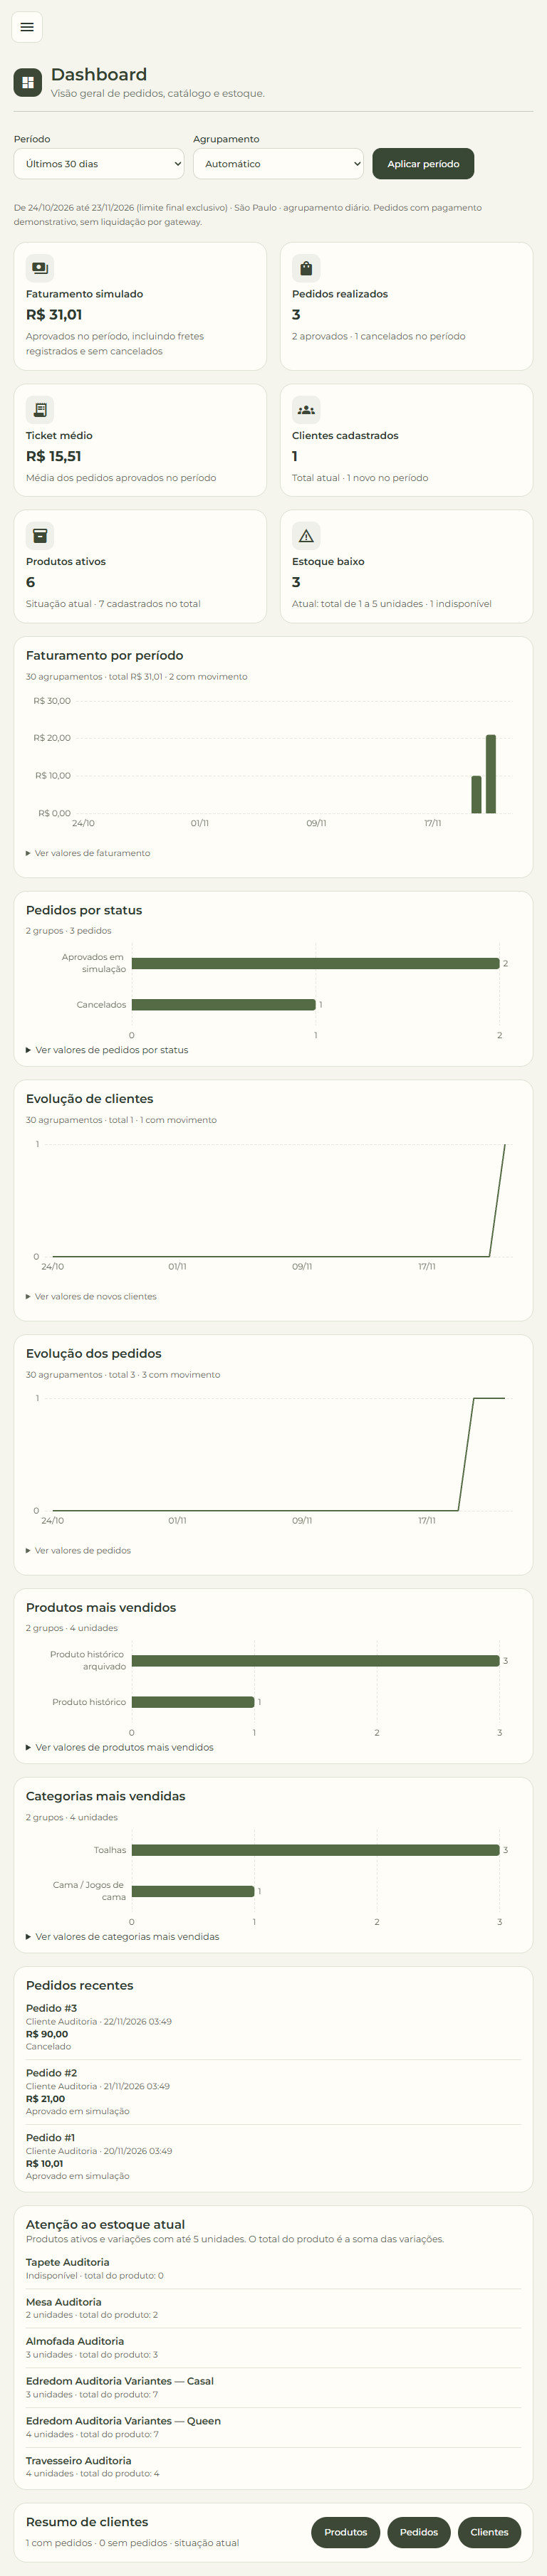 Dashboard
Visão geral de pedidos, catálogo e estoque.
Período
Agrupamento
Últimos 30 dias
Automático
Aplicar período
De 24/10/2026 até 23/11/2026 (limite final exclusivo) · São Paulo · agrupamento diário. Pedidos com pagamento
demonstrativo, sem liquidação por gateway.
Faturamento simulado
R$ 31,01
Aprovados no período, incluindo fretes
registrados e sem cancelados
Pedidos realizados
3
2 aprovados · 1 cancelados no período
Ticket médio
R$ 15,51
Média dos pedidos aprovados no período
Clientes cadastrados
1
Total atual · 1 novo no período
Produtos ativos
6
Situação atual · 7 cadastrados no total
Estoque baixo
3
Atual: total de 1 a 5 unidades · 1 indisponível
Faturamento por período
30 agrupamentos · total R$ 31,01 · 2 com movimento
R$ 30,00
R$ 20,00
R$ 10,00
R$ 0,00
24/10 01/11 09/11 17/11
Ver valores de faturamento
Pedidos por status
2 grupos · 3 pedidos
Aprovados em
simulação
2
Cancelados
1
0 1 2
Ver valores de pedidos por status
Evolução de clientes
30 agrupamentos · total 1 · 1 com movimento
1
0
24/10 01/11 09/11 17/11
Ver valores de novos clientes
Evolução dos pedidos
30 agrupamentos · total 3 · 3 com movimento
1
0
24/10 01/11 09/11 17/11
Ver valores de pedidos
Produtos mais vendidos
2 grupos · 4 unidades
Produto histórico
arquivado
3
Produto histórico
1
0 1 2 3
Ver valores de produtos mais vendidos
Categorias mais vendidas
2 grupos · 4 unidades
Toalhas
3
Cama / Jogos de
cama
1
0 1 2 3
Ver valores de categorias mais vendidas
Pedidos recentes
Pedido #3
Cliente Auditoria · 22/11/2026 03:49
R$ 90,00
Cancelado
Pedido #2
Cliente Auditoria · 21/11/2026 03:49
R$ 21,00
Aprovado em simulação
Pedido #1
Cliente Auditoria · 20/11/2026 03:49
R$ 10,01
Aprovado em simulação
Atenção ao estoque atual
Produtos ativos e variações com até 5 unidades. O total do produto é a soma das variações.
Tapete Auditoria
Indisponível · total do produto: 0
Mesa Auditoria
2 unidades · total do produto: 2
Almofada Auditoria
3 unidades · total do produto: 3
Edredom Auditoria Variantes — Casal
3 unidades · total do produto: 7
Edredom Auditoria Variantes — Queen
4 unidades · total do produto: 7
Travesseiro Auditoria
4 unidades · total do produto: 4
Resumo de clientes
1 com pedidos · 0 sem pedidos · situação atual
Produtos
Pedidos
Clientes